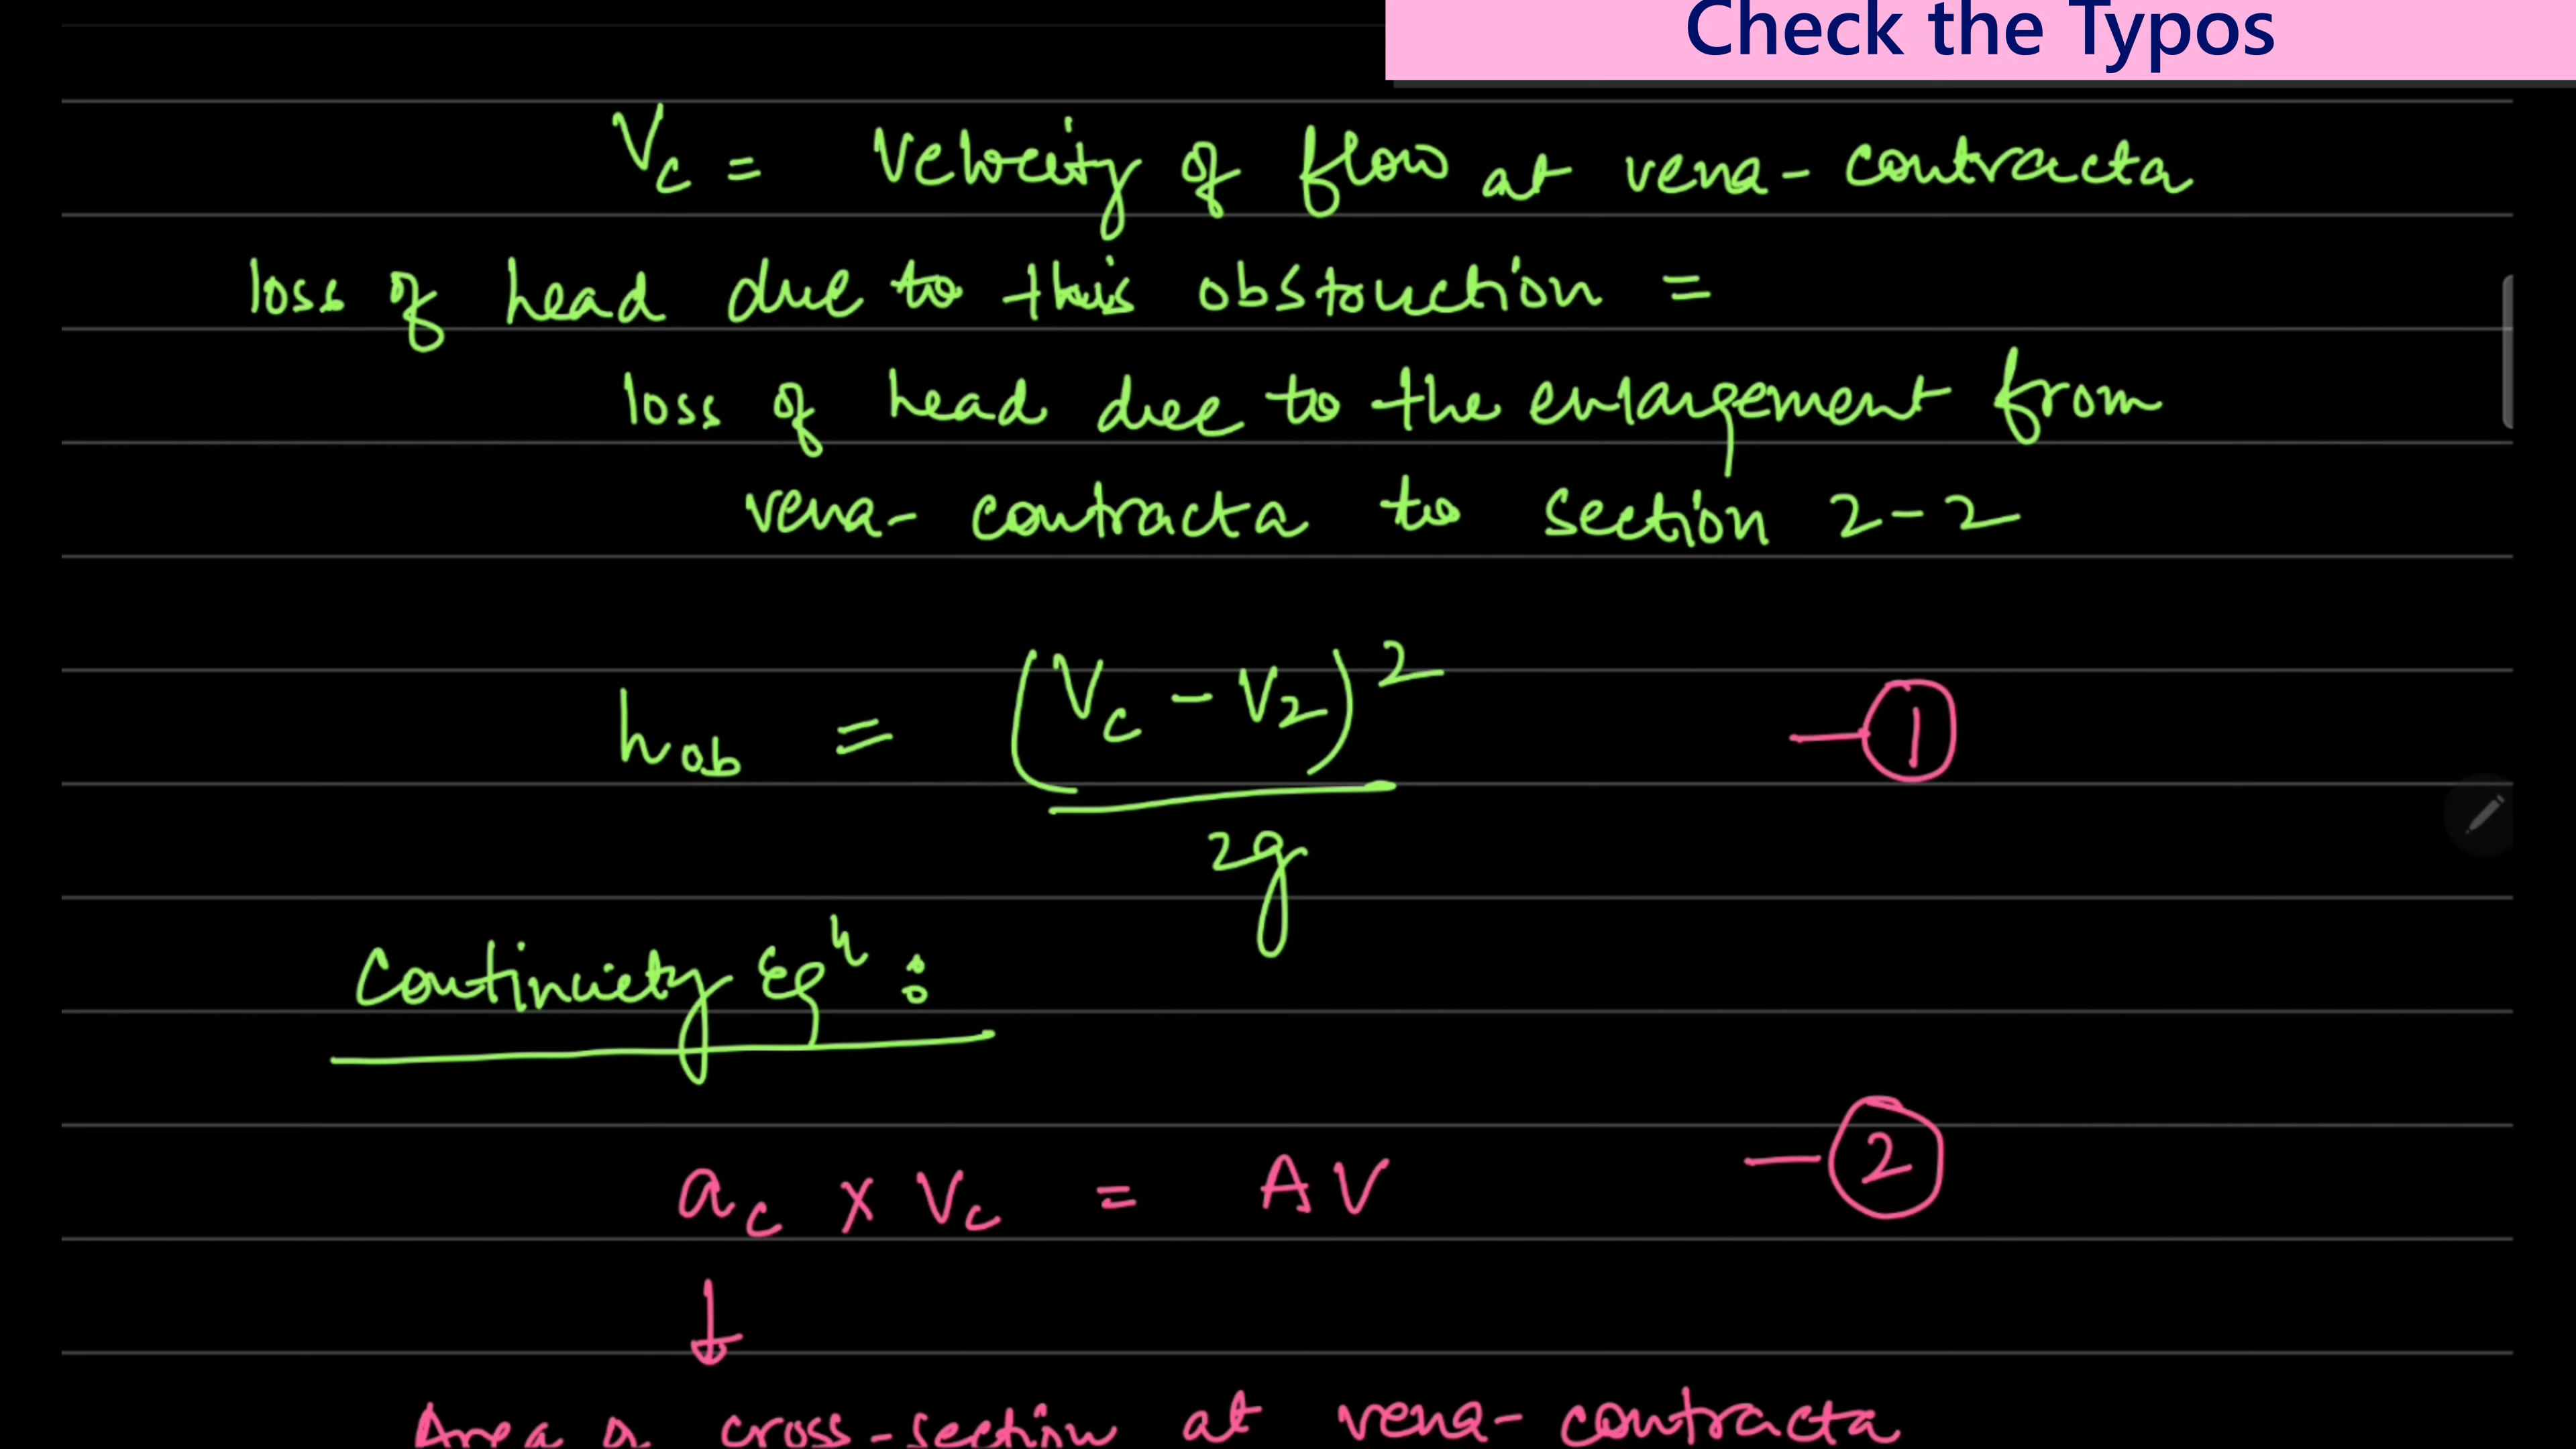 Check the Typos
Vc = Velocity of flow at vena-contracta
loss of head due to this obstruction =
loss of head due to the enlargement from
vena-contracta to section 2-2
hob = (Vc - V2)² / 2g — 1
Continuiety Eqⁿ :
ac × Vc = AV — 2
↓
Area of cross-section at vena-contracta